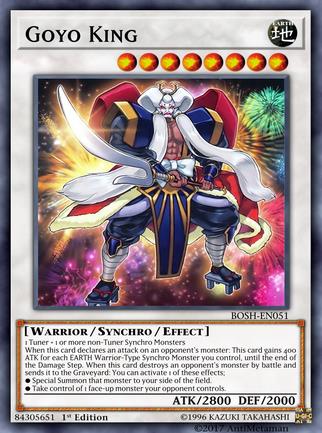 Goyo King
EARTH
地
BOSH-EN051
[Warrior/Synchro/Effect]
1 Tuner + 1 or more non-Tuner Synchro Monsters
When this card declares an attack on an opponent's monster: This card gains 400
ATK for each EARTH Warrior-Type Synchro Monster you control, until the end of
the Damage Step. When this card destroys an opponent's monster by battle and
sends it to the Graveyard: You can activate 1 of these effects;
● Special Summon that monster to your side of the field.
● Take control of 1 face-up monster your opponent controls.
ATK/2800 DEF/2000
84305651 1st Edition ©1996 KAZUKI TAKAHASHI
©2017 AntiMetaman